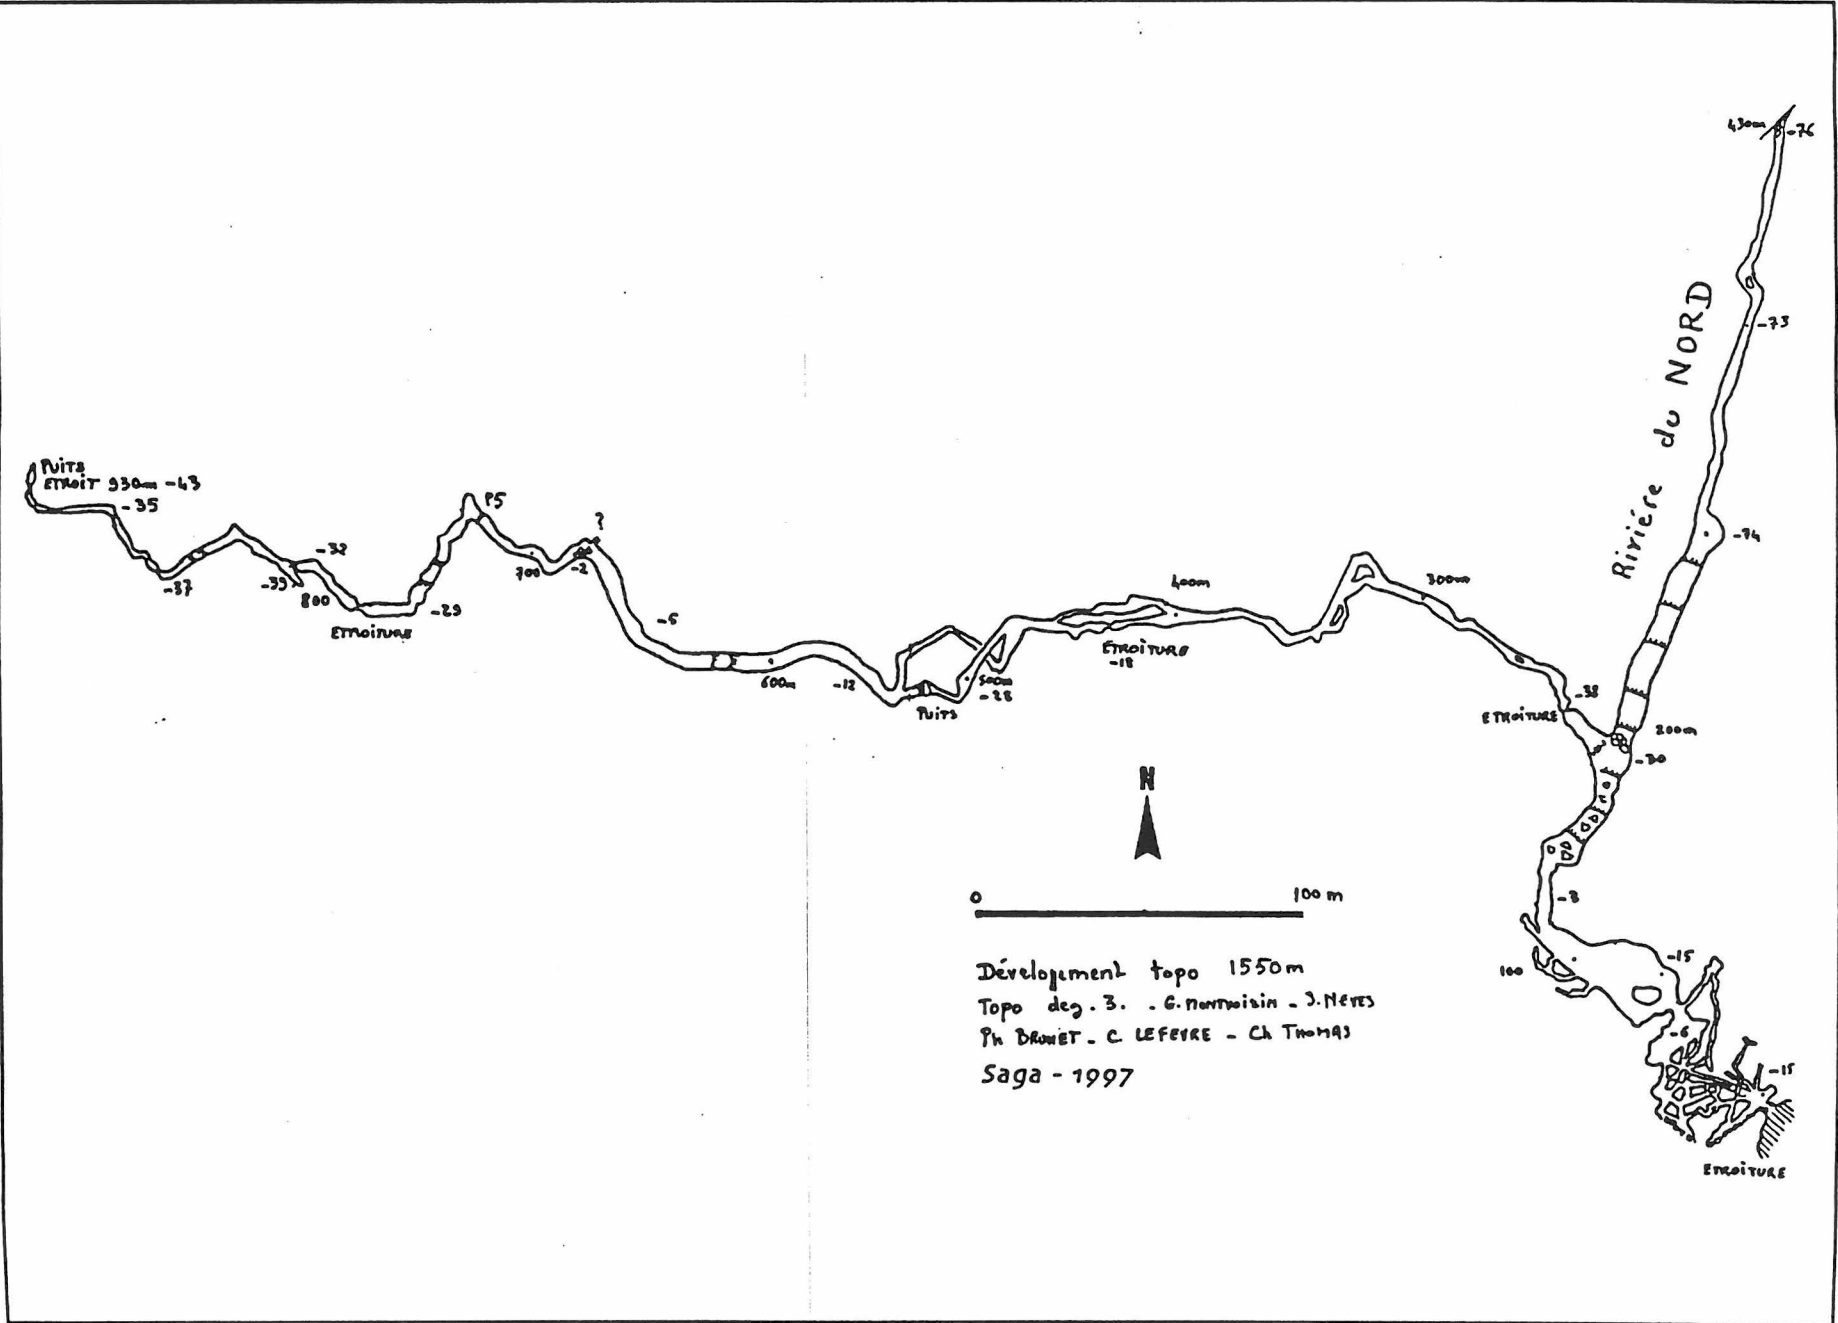 430m
-76
Rivière du NORD
-73
-74
PUITS
ETROIT 930m -43
-35
-37
-32
-39
800
ETROITURE
-29
P5
?
700
-2
-6
600m
-12
PUITS
500m
-28
400m
ETROITURE
-18
300m
-38
ETROITURE
200m
-30
-8
100
-15
-6
-15
ETROITURE
N
0 100 m
Dévelopement topo 1550m
Topo deg. 3. - G. MONTMOISIN - J. NEVES
Ph BRUNET - C LEFEVRE - Ch THOMAS
Saga - 1997